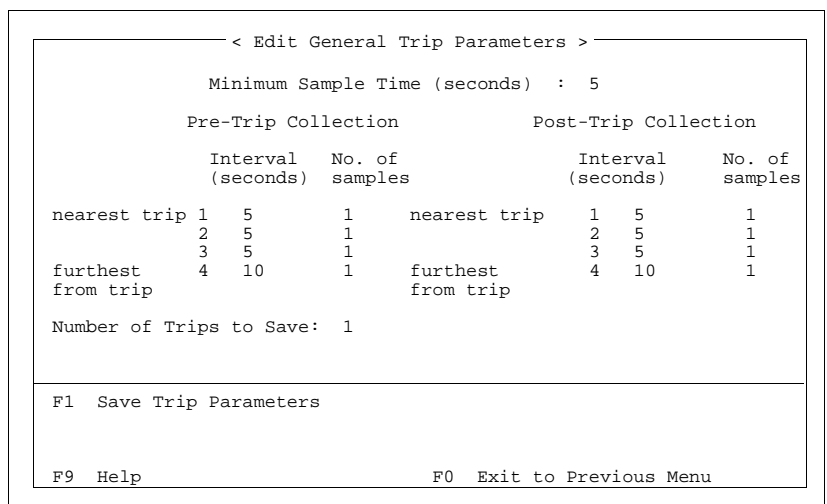 < Edit General Trip Parameters >
Minimum Sample Time (seconds) : 5
Pre-Trip Collection Post-Trip Collection
Interval No. of Interval No. of
(seconds) samples (seconds) samples
nearest trip 1 5 1 nearest trip 1 5 1
2 5 1 2 5 1
3 5 1 3 5 1
furthest 4 10 1 furthest 4 10 1
from trip from trip
Number of Trips to Save: 1
F1 Save Trip Parameters
F9 Help F0 Exit to Previous Menu